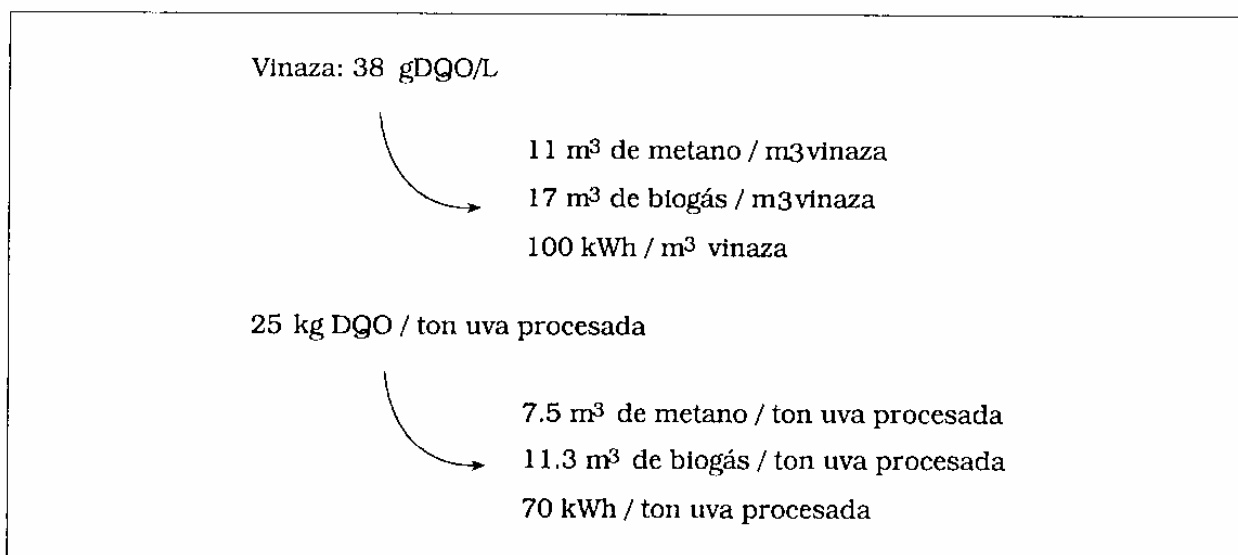 Vinaza: 38 gDQO/L
11 m³ de metano / m3vinaza
17 m³ de biogás / m3vinaza
100 kWh / m³ vinaza
25 kg DQO / ton uva procesada
7.5 m³ de metano / ton uva procesada
11.3 m³ de biogás / ton uva procesada
70 kWh / ton uva procesada